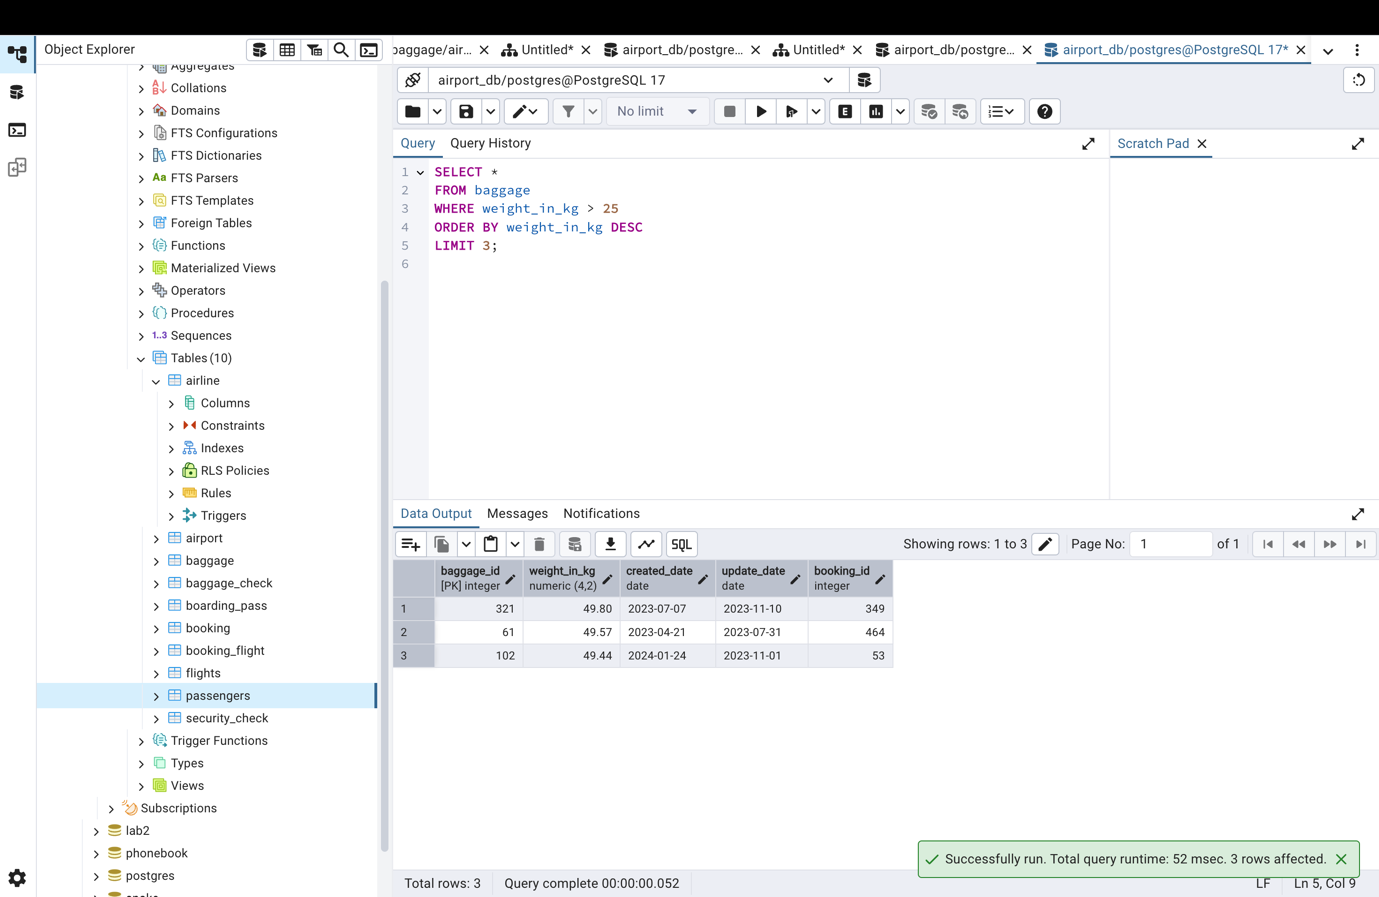 Object Explorer
Aggregates
Collations
Domains
FTS Configurations
FTS Dictionaries
Aa FTS Parsers
FTS Templates
Foreign Tables
Functions
Materialized Views
Operators
Procedures
1..3 Sequences
Tables (10)
airline
Columns
Constraints
Indexes
RLS Policies
Rules
Triggers
airport
baggage
baggage_check
boarding_pass
booking
booking_flight
flights
passengers
security_check
Trigger Functions
Types
Views
Subscriptions
lab2
phonebook
postgres
baggage/air... Untitled* airport_db/postgre... Untitled* airport_db/postgre... airport_db/postgres@PostgreSQL 17*
airport_db/postgres@PostgreSQL 17
No limit E
Query Query History Scratch Pad
1 SELECT *
2 FROM baggage
3 WHERE weight_in_kg > 25
4 ORDER BY weight_in_kg DESC
5 LIMIT 3;
6
Data Output Messages Notifications
SQL Showing rows: 1 to 3 Page No: 1 of 1
baggage_id weight_in_kg created_date update_date booking_id
[PK] integer numeric (4,2) date date integer
1 321 49.80 2023-07-07 2023-11-10 349
2 61 49.57 2023-04-21 2023-07-31 464
3 102 49.44 2024-01-24 2023-11-01 53
Successfully run. Total query runtime: 52 msec. 3 rows affected.
Total rows: 3 Query complete 00:00:00.052 LF Ln 5, Col 9